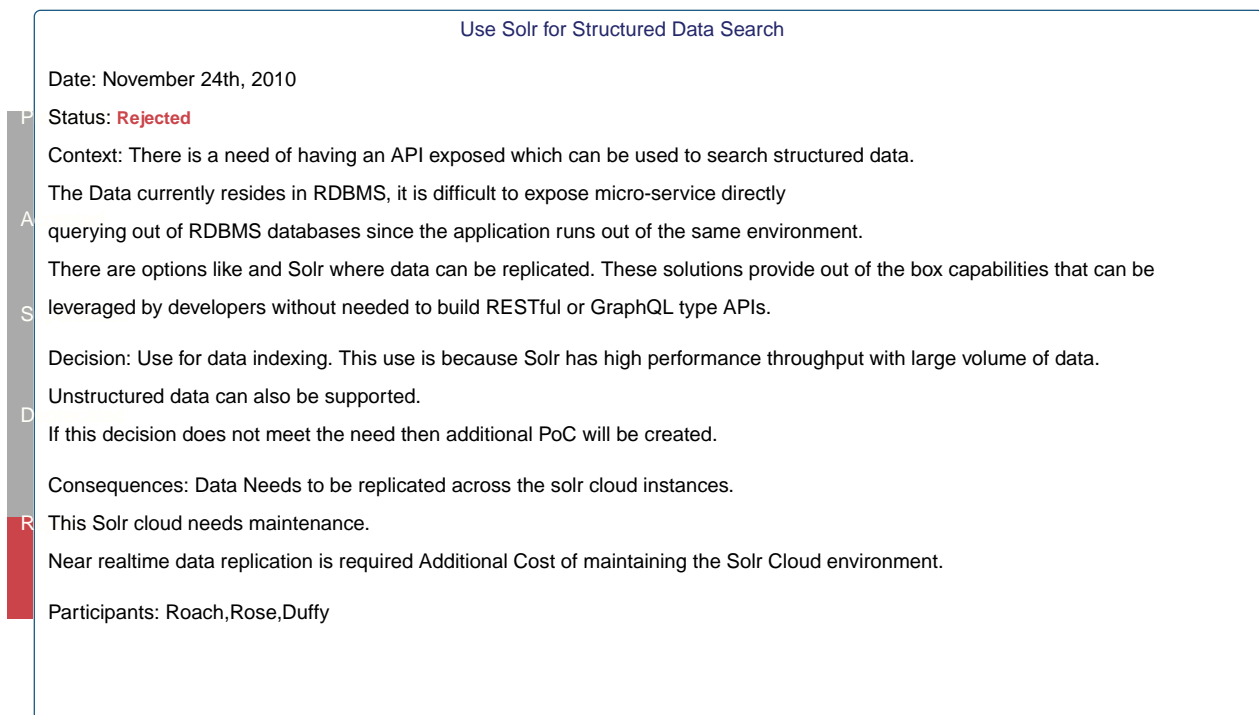 Use Solr for Structured Data Search
Date: November 24th, 2010
P
Status: Rejected
Context: There is a need of having an API exposed which can be used to search structured data.
The Data currently resides in RDBMS, it is difficult to expose micro-service directly
A
querying out of RDBMS databases since the application runs out of the same environment.
There are options like and Solr where data can be replicated. These solutions provide out of the box capabilities that can be
S
leveraged by developers without needed to build RESTful or GraphQL type APIs.
Decision: Use for data indexing. This use is because Solr has high performance throughput with large volume of data.
Unstructured data can also be supported.
D
If this decision does not meet the need then additional PoC will be created.
Consequences: Data Needs to be replicated across the solr cloud instances.
R
This Solr cloud needs maintenance.
Near realtime data replication is required Additional Cost of maintaining the Solr Cloud environment.
Participants: Roach,Rose,Duffy